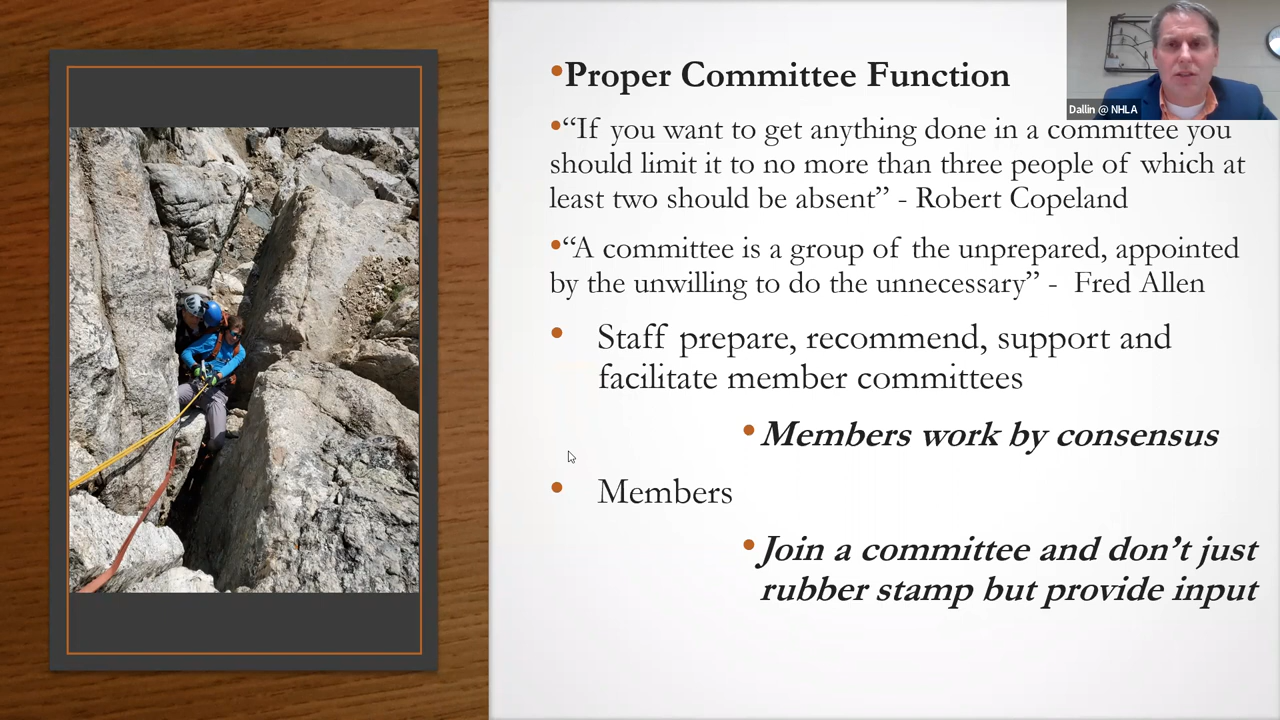 •Proper Committee Function
Dallin @ NHLA
•“If you want to get anything done in a committee you
should limit it to no more than three people of which at
least two should be absent” - Robert Copeland
•“A committee is a group of the unprepared, appointed
by the unwilling to do the unnecessary” - Fred Allen
• Staff prepare, recommend, support and
facilitate member committees
•Members work by consensus
• Members
•Join a committee and don’t just
rubber stamp but provide input